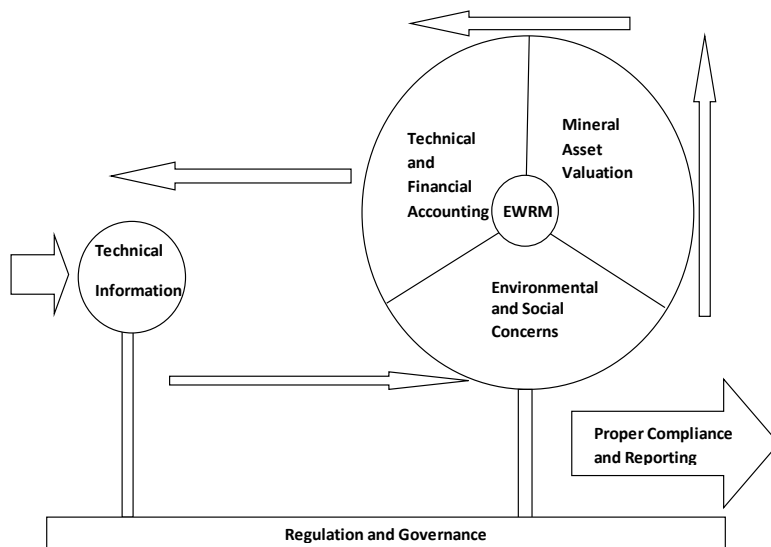 Technical
and
Financial
Accounting
Mineral
Asset
Valuation
EWRM
Environmental
and Social
Concerns
Technical
Information
Proper Compliance
and Reporting
Regulation and Governance